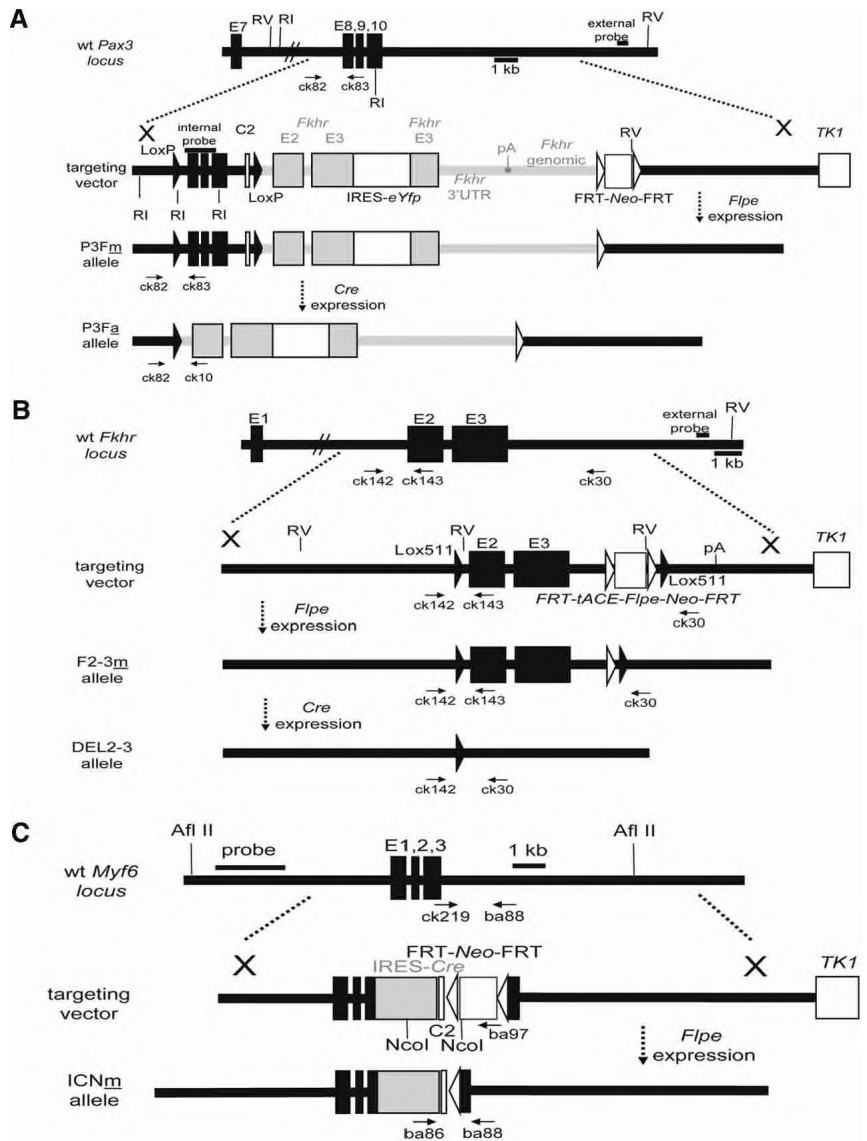 A
wt Pax3
locus
E7
RV
RI
E8,9,10
external
probe
RV
1 kb
ck82
ck83
RI
LoxP
internal
probe
C2
Fkhr
E2
E3
Fkhr
E3
pA
Fkhr
genomic
RV
TK1
targeting
vector
RI
RI
RI
LoxP
IRES-eYfp
Fkhr
3'UTR
FRT-Neo-FRT
Flpe
expression
P3Fm
allele
ck82
ck83
Cre
expression
P3Fa
allele
ck82
ck10
B
wt Fkhr
locus
E1
E2
E3
external
probe
RV
1 kb
ck142
ck143
ck30
targeting
vector
RV
Lox511
RV
E2
E3
RV
pA
TK1
Lox511
ck142
ck143
FRT-tACE-Flpe-Neo-FRT
ck30
Flpe
expression
F2-3m
allele
ck142
ck143
ck30
Cre
expression
DEL2-3
allele
ck142
ck30
C
Afl II
probe
E1,2,3
1 kb
Afl II
wt Myf6
locus
ck219
ba88
FRT-Neo-FRT
IRES-Cre
TK1
targeting
vector
NcoI
C2
NcoI
ba97
Flpe
expression
ICNm
allele
ba86
ba88